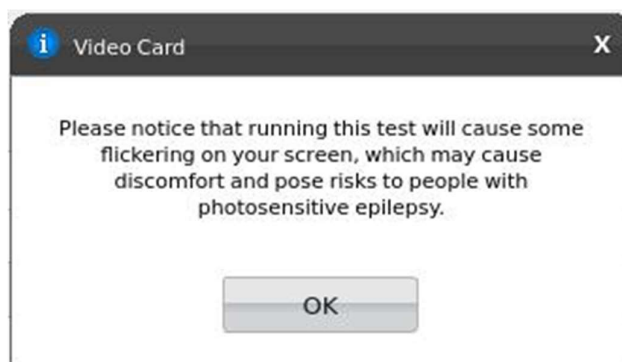 Video Card
X
Please notice that running this test will cause some
flickering on your screen, which may cause
discomfort and pose risks to people with
photosensitive epilepsy.
OK